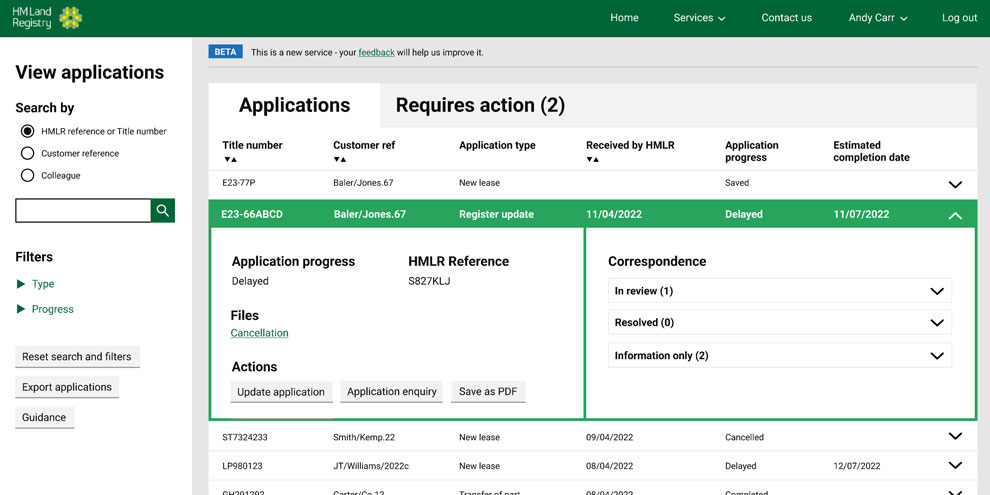 HM Land
Registry
Home Services Contact us Andy Carr Log out
BETA This is a new service - your feedback will help us improve it.
View applications
Search by
HMLR reference or Title number
Customer reference
Colleague
Filters
Type
Progress
Reset search and filters
Export applications
Guidance
Applications Requires action (2)
Title number Customer ref Application type Received by HMLR Application progress Estimated completion date
E23-77P Baler/Jones.67 New lease Saved
E23-66ABCD Baler/Jones.67 Register update 11/04/2022 Delayed 11/07/2022
Application progress HMLR Reference
Delayed S827KLJ
Files
Cancellation
Actions
Update application Application enquiry Save as PDF
Correspondence
In review (1)
Resolved (0)
Information only (2)
ST7324233 Smith/Kemp.22 New lease 09/04/2022 Cancelled
LP980123 JT/Williams/2022c New lease 08/04/2022 Delayed 12/07/2022
GH291292 Carter/Co.12 Transfer of part 08/04/2022 Completed